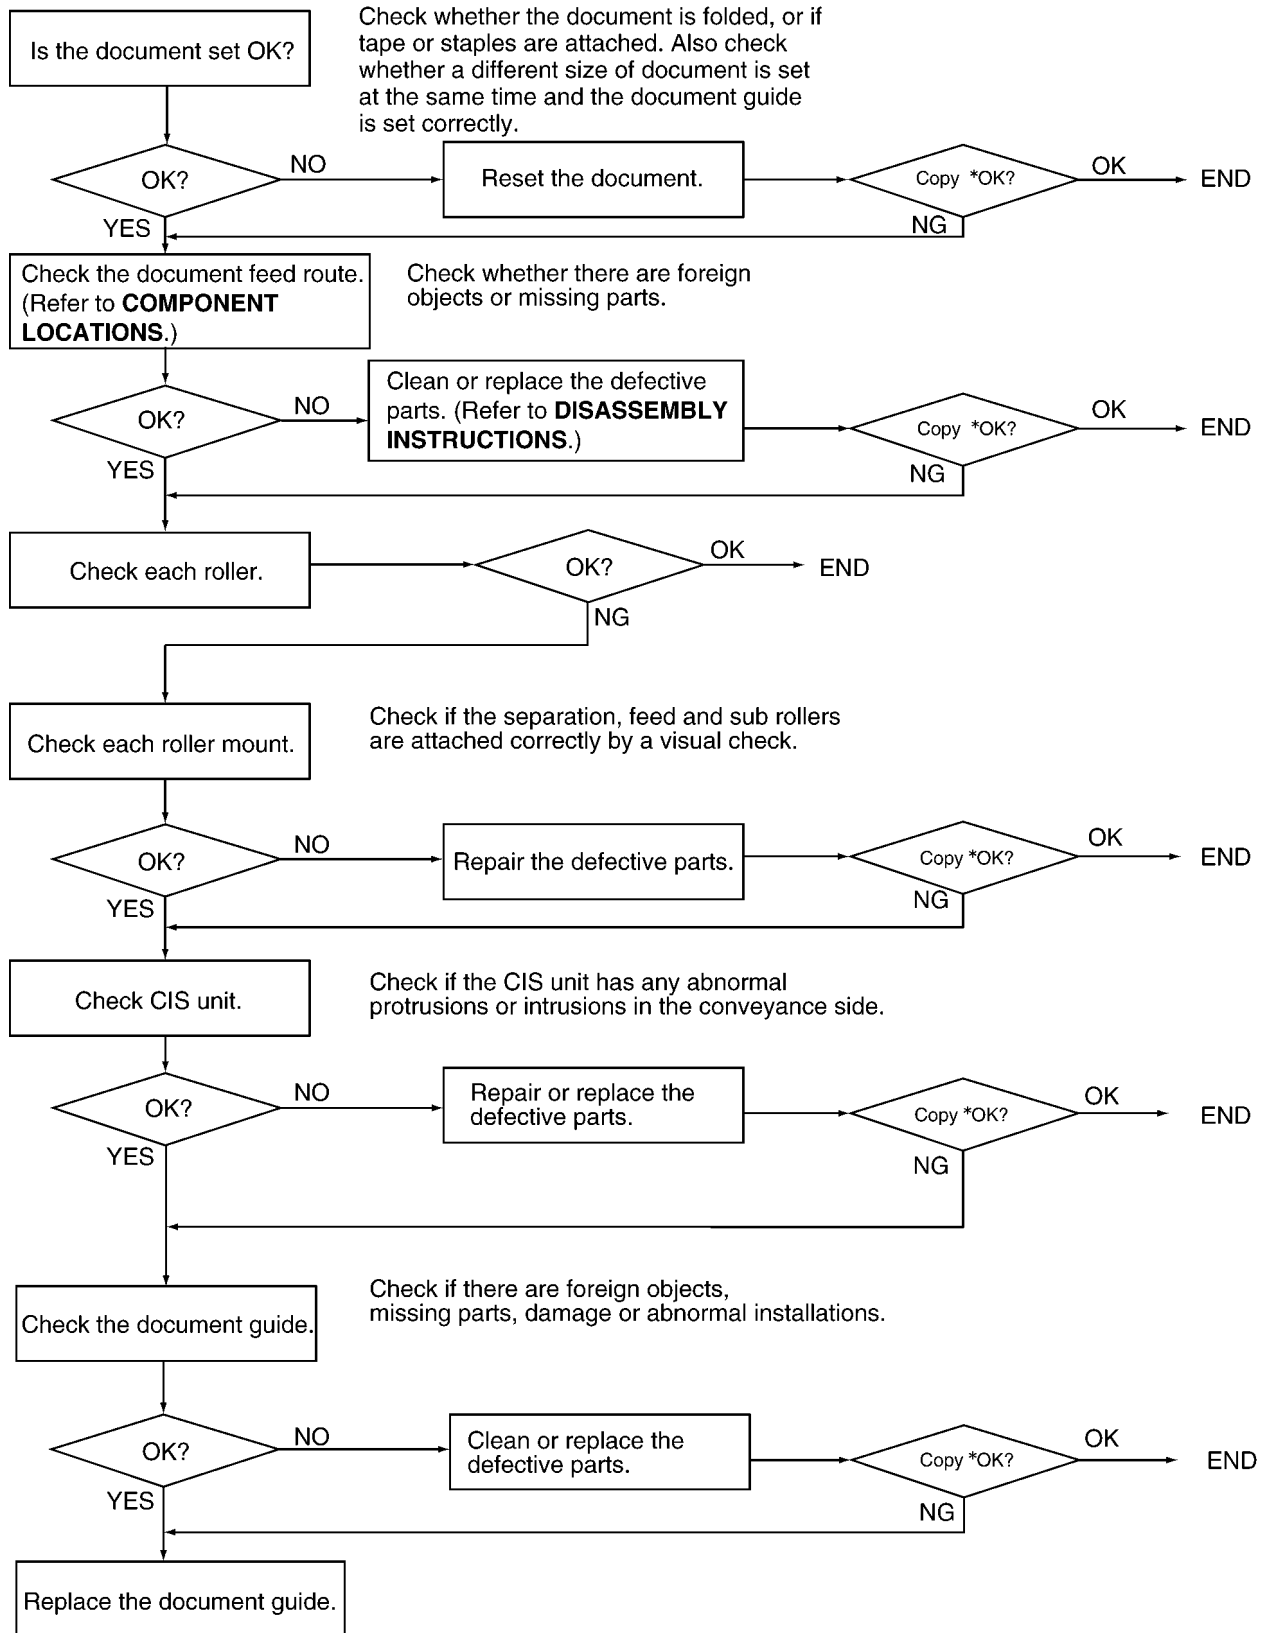 Is the document set OK?
Check whether the document is folded, or if
tape or staples are attached. Also check
whether a different size of document is set
at the same time and the document guide
is set correctly.
OK?
NO
Reset the document.
Copy *OK?
OK
END
YES
NG
Check the document feed route.
(Refer to COMPONENT
LOCATIONS.)
Check whether there are foreign
objects or missing parts.
OK?
NO
Clean or replace the defective
parts. (Refer to DISASSEMBLY
INSTRUCTIONS.)
Copy *OK?
OK
END
YES
NG
Check each roller.
OK?
OK
END
NG
Check each roller mount.
Check if the separation, feed and sub rollers
are attached correctly by a visual check.
OK?
NO
Repair the defective parts.
Copy *OK?
OK
END
YES
NG
Check CIS unit.
Check if the CIS unit has any abnormal
protrusions or intrusions in the conveyance side.
OK?
NO
Repair or replace the
defective parts.
Copy *OK?
OK
END
YES
NG
Check the document guide.
Check if there are foreign objects,
missing parts, damage or abnormal installations.
OK?
NO
Clean or replace the
defective parts.
Copy *OK?
OK
END
YES
NG
Replace the document guide.